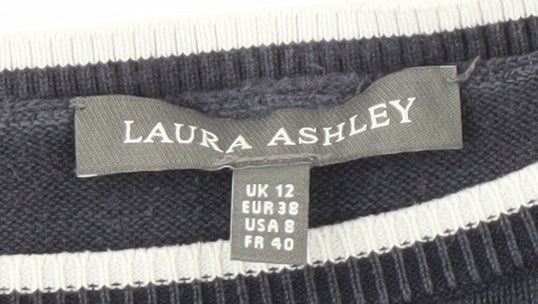 LAURA ASHLEY
UK 12
EUR 38
USA 8
FR 40